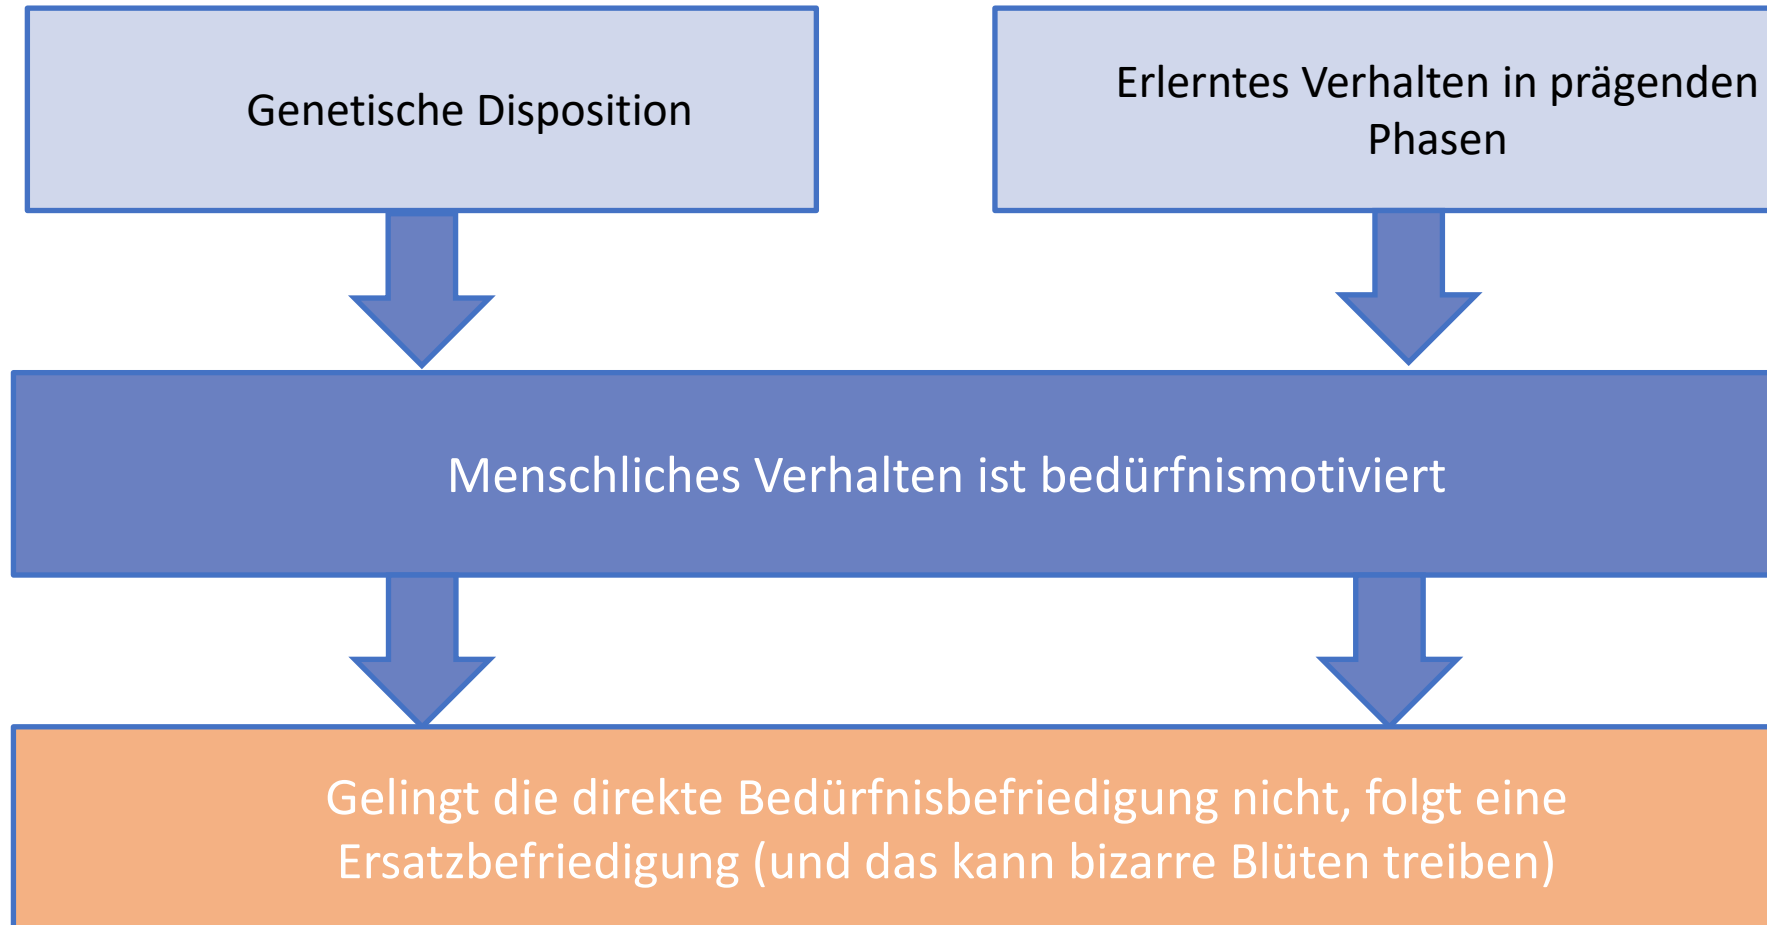 Genetische Disposition
Erlerntes Verhalten in prägenden
Phasen
Menschliches Verhalten ist bedürfnismotiviert
Gelingt die direkte Bedürfnisbefriedigung nicht, folgt eine
Ersatzbefriedigung (und das kann bizarre Blüten treiben)